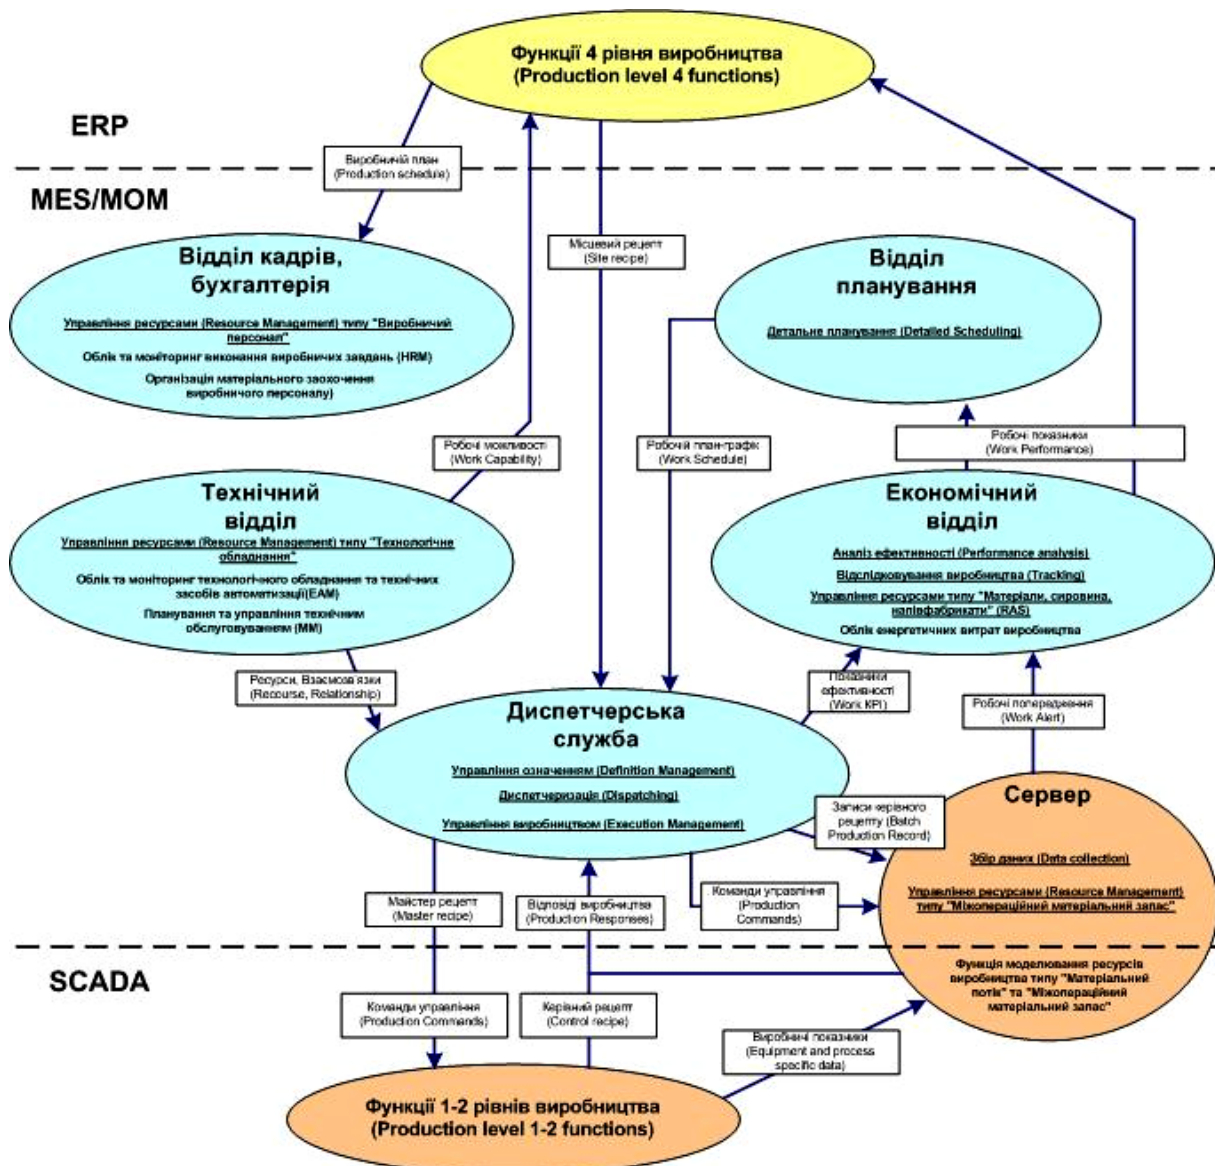 Функції 4 рівня виробництва
(Production level 4 functions)
ERP
Виробничій план
(Production schedule)
MES/MOM
Відділ кадрів,
бухгалтерія
Управління ресурсами (Resource Management) типу "Виробничий
персонал"
Облік та моніторинг виконання виробничих завдань (HRM)
Організація матеріального заохочення
виробничого персоналу)
Місцевий рецепт
(Site recipe)
Відділ
планування
Детальне планування (Detailed Scheduling)
Робочі можливості
(Work Capability)
Робочій план-графік
(Work Schedule)
Робочі показники
(Work Performance)
Технічний
відділ
Управління ресурсами (Resource Management) типу "Технологічне
обладнання"
Облік та моніторинг технологічного обладнання та технічних
засобів автоматизації(EAM)
Планування та управління технічним
обслуговуванням (MM)
Економічний
відділ
Аналіз ефективності (Performance analysis)
Відслідковування виробництва (Tracking)
Управління ресурсами типу "Матеріали, сировина,
напівфабрикати" (RAS)
Облік енергетичних витрат виробництва
Ресурси, Взаємозв язки
(Recourse, Relationship)
Показники
ефективності
(Work KPI)
Робочі попередження
(Work Alert)
Диспетчерська
служба
Управління означенням (Definition Management)
Диспетчеризація (Dispatching)
Управління виробництвом (Execution Management)
Записи керівного
рецепту (Batch
Production Record)
Сервер
Збір даних (Data collection)
Управління ресурсами (Resource Management)
типу "Міжопераційний матеріальний запас"
Майстер рецепт
(Master recipe)
Відповіді виробництва
(Production Responses)
Команди управління
(Production
Commands)
SCADA
Функція моделювання ресурсів
виробництва типу "Матеріальний
потік" та "Міжопераційний
матеріальний запас"
Команди управління
(Production Commands)
Керівний рецепт
(Control recipe)
Виробничі показники
(Equipment and process
specific data)
Функції 1-2 рівнів виробництва
(Production level 1-2 functions)